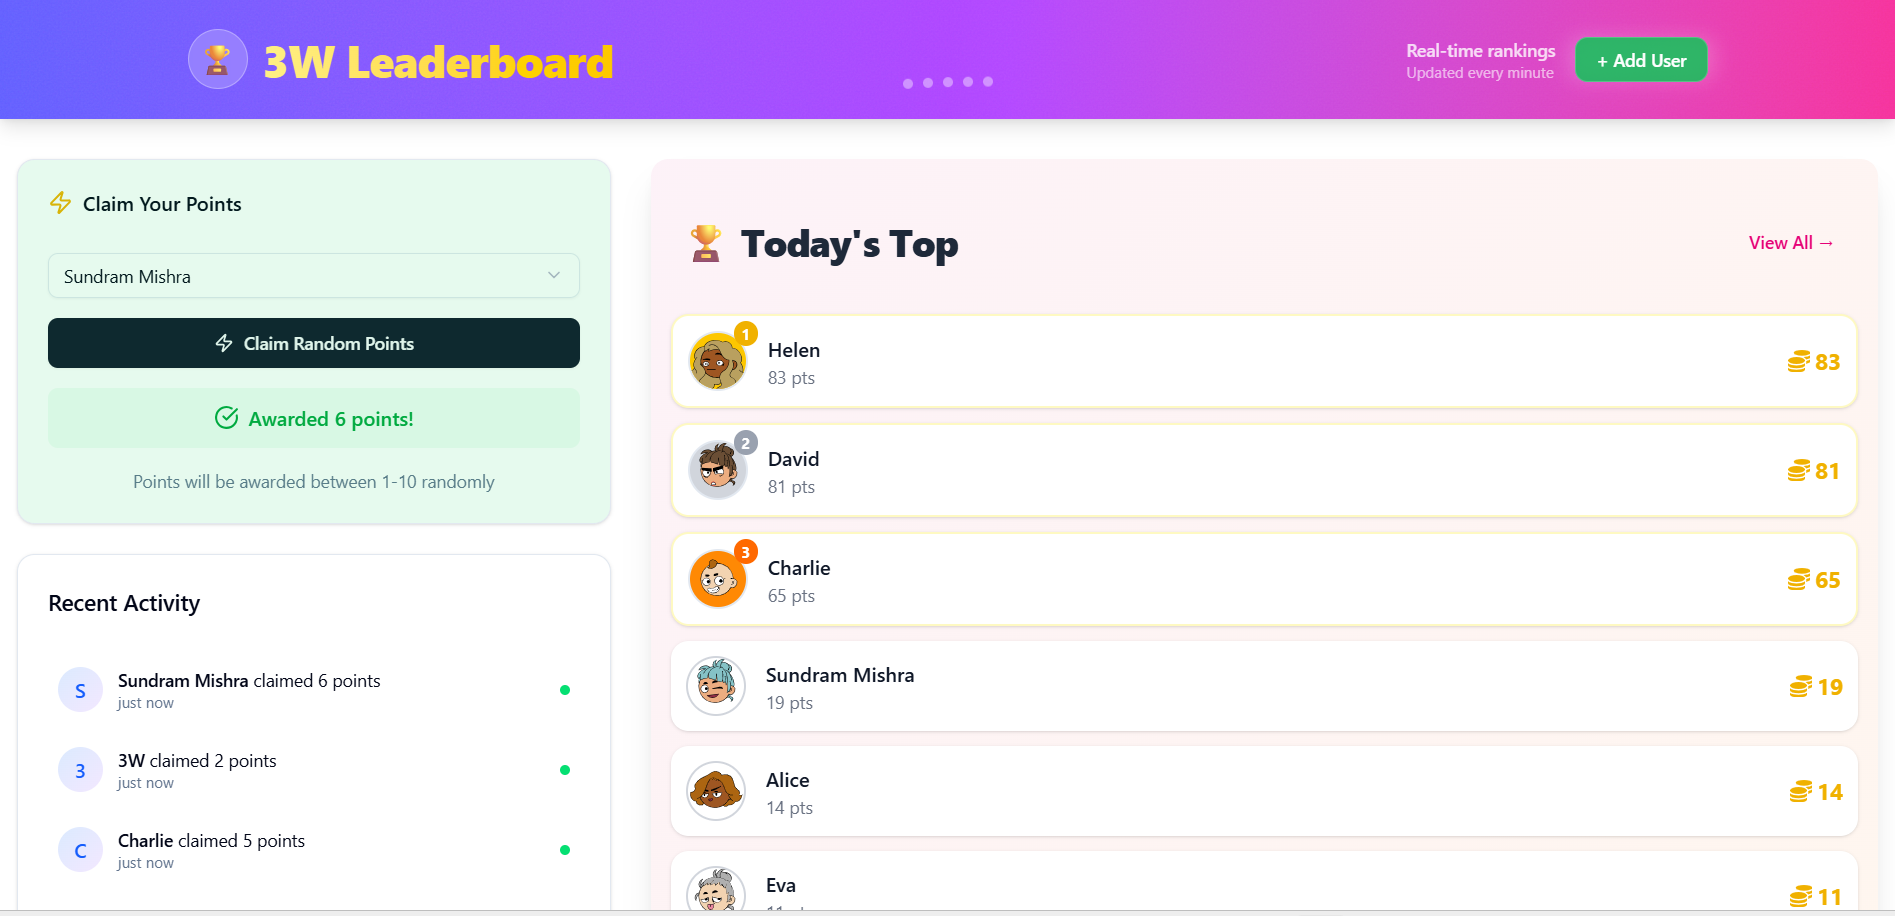 3W Leaderboard
Real-time rankings
Updated every minute
+ Add User
Claim Your Points
Sundram Mishra
Claim Random Points
Awarded 6 points!
Points will be awarded between 1-10 randomly
Recent Activity
S
Sundram Mishra claimed 6 points
just now
3
3W claimed 2 points
just now
C
Charlie claimed 5 points
just now
Today's Top
View All →
1
Helen
83 pts
83
2
David
81 pts
81
3
Charlie
65 pts
65
Sundram Mishra
19 pts
19
Alice
14 pts
14
Eva
11